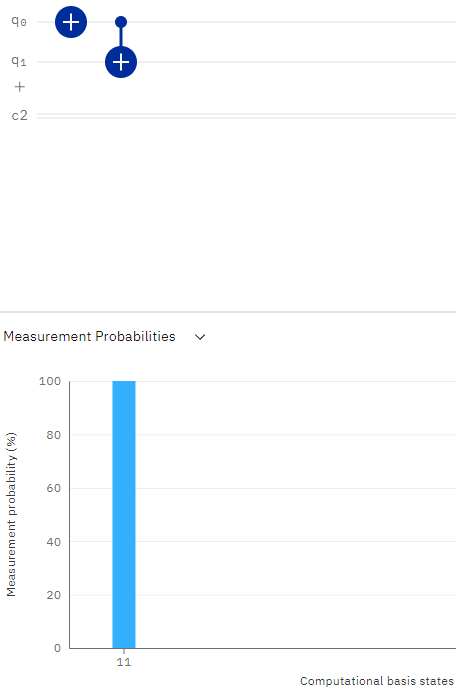 q0
q1
+
c2
Measurement Probabilities
100
80
60
40
20
0
Measurement probability (%)
11
Computational basis states